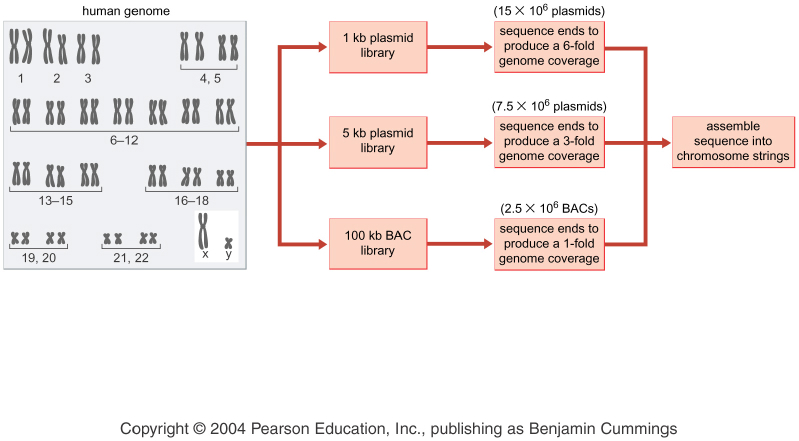 human genome
1 2 3
4, 5
6–12
13–15
16–18
19, 20
21, 22
x y
1 kb plasmid
library
5 kb plasmid
library
100 kb BAC
library
(15 × 10⁶ plasmids)
sequence ends to
produce a 6-fold
genome coverage
(7.5 × 10⁶ plasmids)
sequence ends to
produce a 3-fold
genome coverage
(2.5 × 10⁶ BACs)
sequence ends to
produce a 1-fold
genome coverage
assemble
sequence into
chromosome strings
Copyright © 2004 Pearson Education, Inc., publishing as Benjamin Cummings